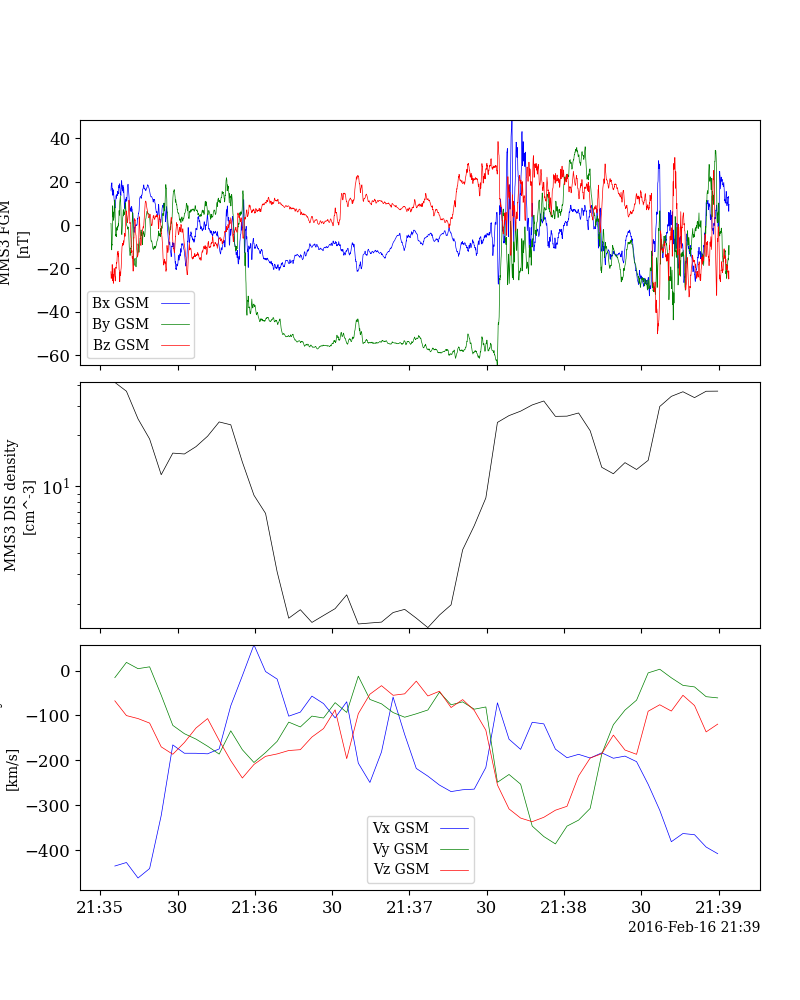 40
20
0
−20
−40
−60
MMS3 FGM
[nT]
Bx GSM
By GSM
Bz GSM
10¹
MMS3 DIS density
[cm^-3]
0
−100
−200
−300
−400
[km/s]
Vx GSM
Vy GSM
Vz GSM
21:35 30 21:36 30 21:37 30 21:38 30 21:39
2016-Feb-16 21:39